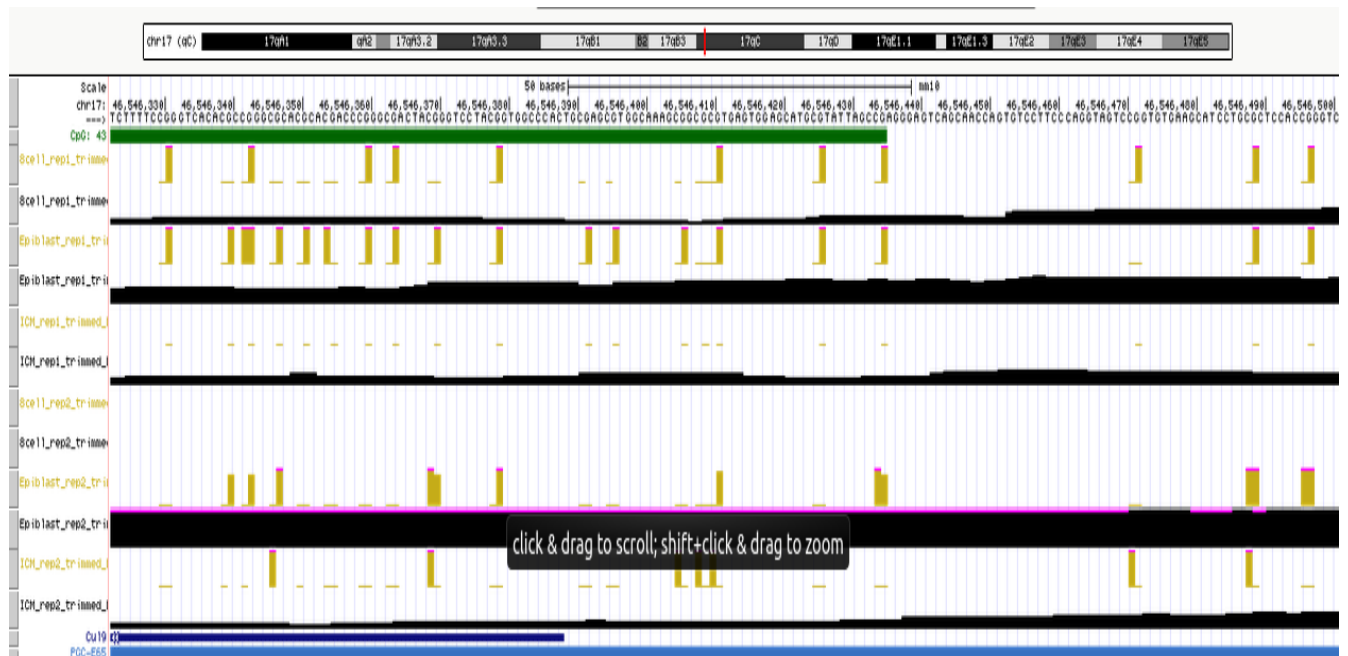 chr17 (qC) 17qA1 qA2 17qA3.2 17qA3.3 17qB1 B2 17qB3 17qC 17qD 17qE1.1 17qE1.3 17qE2 17qE3 17qE4 17qE5
Scale 50 bases mm10
chr17: 46,546,330 46,546,340 46,546,350 46,546,360 46,546,370 46,546,380 46,546,390 46,546,400 46,546,410 46,546,420 46,546,430 46,546,440 46,546,450 46,546,460 46,546,470 46,546,480 46,546,490 46,546,500
--->
CpG: 43
8cell_rep1_trimme
8cell_rep1_trimme
Epiblast_rep1_tri
Epiblast_rep1_tri
ICM_rep1_trimmed_
ICM_rep1_trimmed_
8cell_rep2_trimme
8cell_rep2_trimme
Epiblast_rep2_tri
Epiblast_rep2_tri
click & drag to scroll; shift+click & drag to zoom
ICM_rep2_trimmed_
ICM_rep2_trimmed_
Cul9
PGC-E65